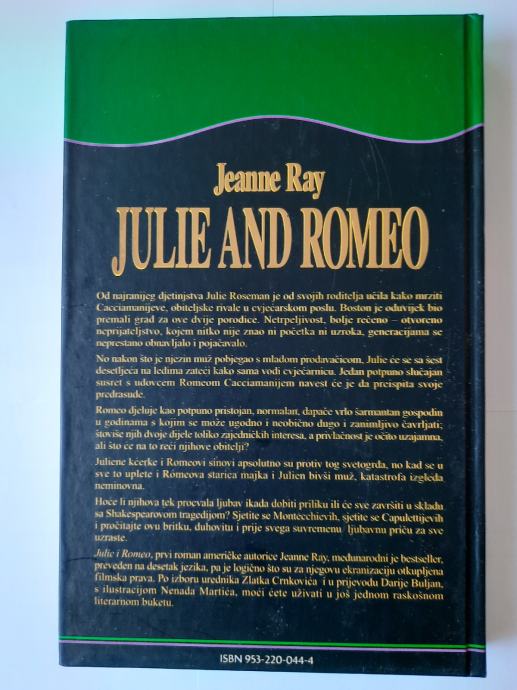 Jeanne Ray
JULIE AND ROMEO
Od najranijeg djetinjstva Julie Roseman je od svojih roditelja učila kako mrziti
Cacciamanijeve, obiteljske rivale u cvjećarskom poslu. Boston je oduvijek bio
premali grad za ove dvije porodice. Netrpeljivost, bolje rečeno – otvoreno
neprijateljstvo, kojem nitko nije znao ni početka ni uzroka, generacijama se
neprestano obnavljalo i pojačavalo.
No nakon što je njezin muž pobjegao s mladom prodavačicom, Julie će se sa šest
desetljeća na leđima zateći kako sama vodi cvjećarnicu. Jedan potpuno slučajan
susret s udovcem Romeom Cacciamanijem navest će je da preispita svoje
predrasude.
Romeo djeluje kao potpuno pristojan, normalan, dapače vrlo šarmantan gospodin
u godinama s kojim se može ugodno i neobično dugo i zanimljivo čavrljati;
štoviše njih dvoje dijele toliko zajedničkih interesa, a privlačnost je očito uzajamna,
ali što će na to reći njihove obitelji?
Juliene kćerke i Romeovi sinovi apsolutno su protiv tog svetogrđa, no kad se u
sve to uplete i Romeova starica majka i Julien bivši muž, katastrofa izgleda
neminovna.
Hoće li njihova tek procvala ljubav ikada dobiti priliku ili će sve završiti u skladu
sa Shakespearovom tragedijom? Sjetite se Montecchievih, sjetite se Capulettijevih
i pročitajte ovu britku, duhovitu i prije svega suvremenu ljubavnu priču za sve
uzraste.
Julie i Romeo, prvi roman američke autorice Jeanne Ray, međunarodni je bestseller,
preveden na desetak jezika, pa je logično što su za njegovu ekranizaciju otkupljena
filmska prava. Po izboru urednika Zlatka Crnkovića i u prijevodu Darije Buljan,
s ilustracijom Nenada Martića, moći ćete uživati u još jednom raskošnom
literarnom buketu.
ISBN 953-220-044-4